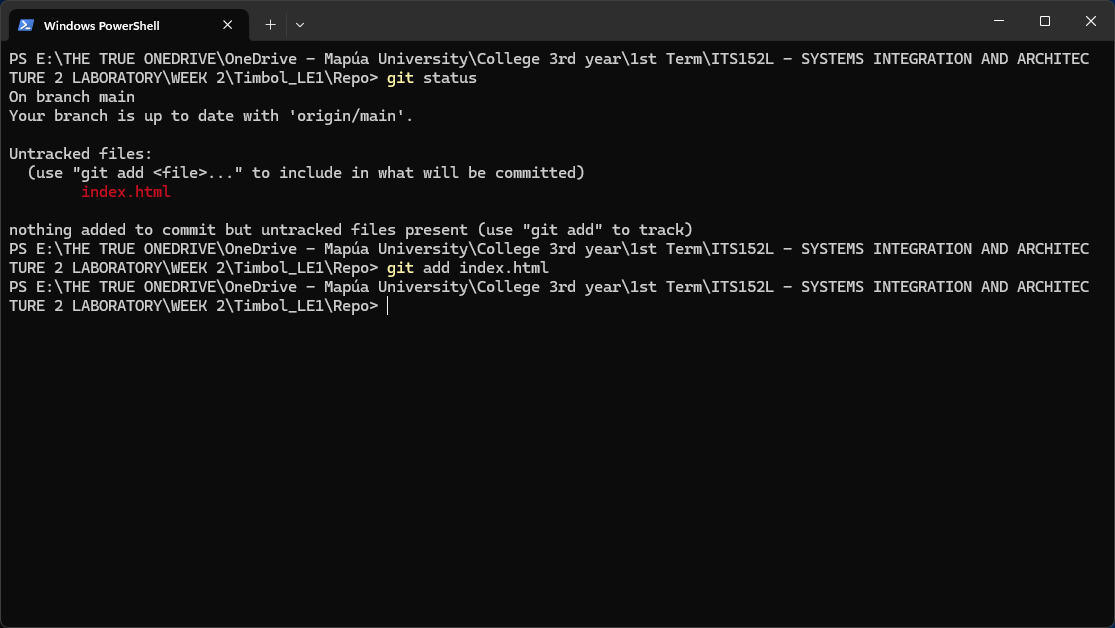 Windows PowerShell
PS E:\THE TRUE ONEDRIVE\OneDrive - Mapúa University\College 3rd year\1st Term\ITS152L - SYSTEMS INTEGRATION AND ARCHITEC
TURE 2 LABORATORY\WEEK 2\Timbol_LE1\Repo> git status
On branch main
Your branch is up to date with 'origin/main'.

Untracked files:
  (use "git add <file>..." to include in what will be committed)
        index.html

nothing added to commit but untracked files present (use "git add" to track)
PS E:\THE TRUE ONEDRIVE\OneDrive - Mapúa University\College 3rd year\1st Term\ITS152L - SYSTEMS INTEGRATION AND ARCHITEC
TURE 2 LABORATORY\WEEK 2\Timbol_LE1\Repo> git add index.html
PS E:\THE TRUE ONEDRIVE\OneDrive - Mapúa University\College 3rd year\1st Term\ITS152L - SYSTEMS INTEGRATION AND ARCHITEC
TURE 2 LABORATORY\WEEK 2\Timbol_LE1\Repo>